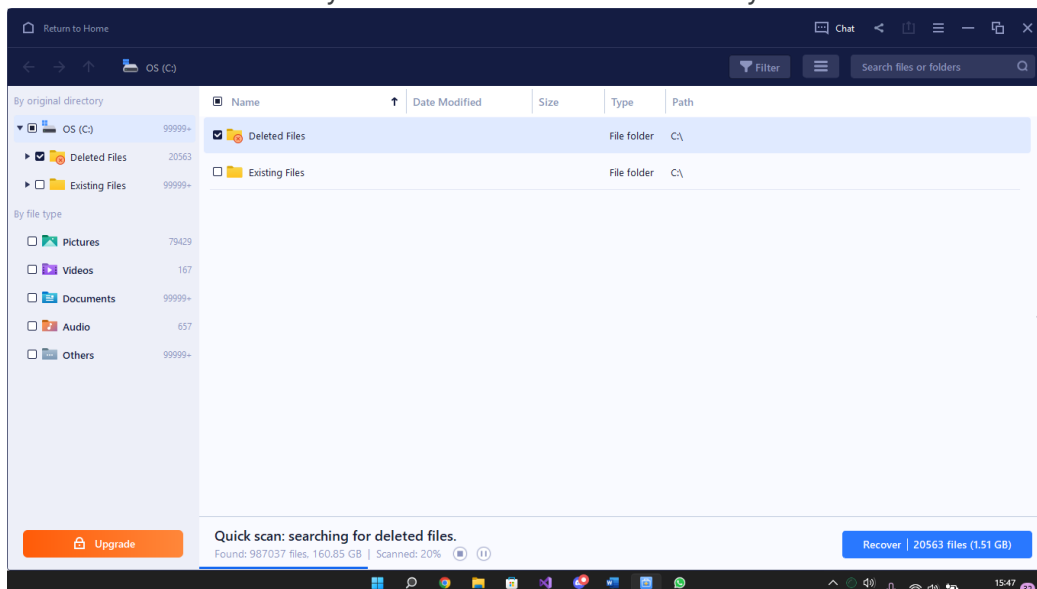 Return to Home
Chat
OS (C:)
Filter
Search files or folders
By original directory
Name
Date Modified
Size
Type
Path
OS (C:)
99999+
Deleted Files
File folder
C:\
Deleted Files
20563
Existing Files
File folder
C:\
Existing Files
99999+
By file type
Pictures
79429
Videos
167
Documents
99999+
Audio
657
Others
99999+
Upgrade
Quick scan: searching for deleted files.
Found: 987037 files, 160.85 GB | Scanned: 20%
Recover | 20563 files (1.51 GB)
15:47